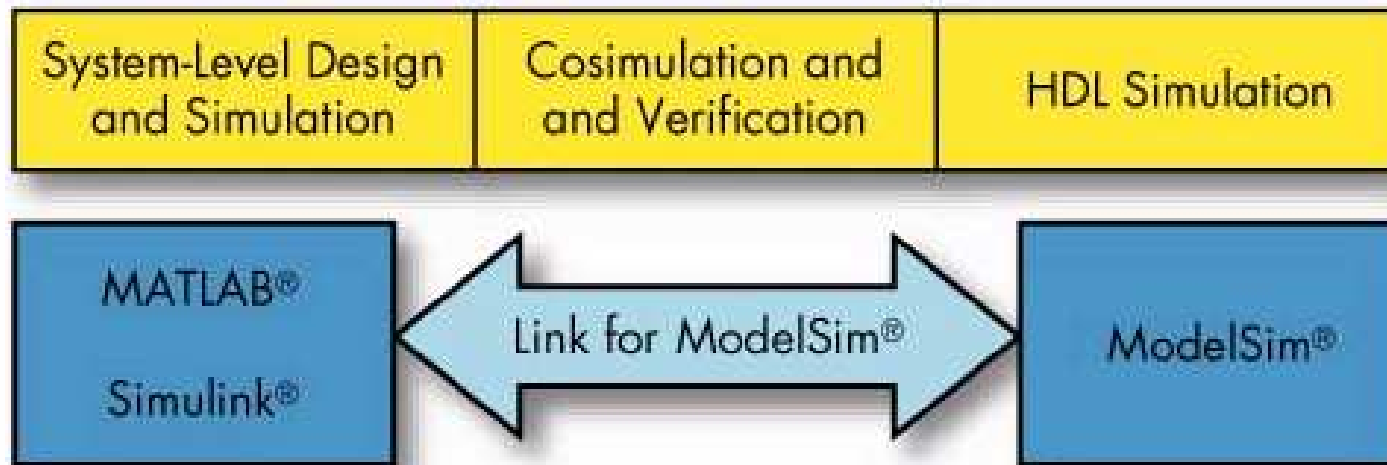 System-Level Design
and Simulation
Cosimulation and
and Verification
HDL Simulation
MATLAB®
Simulink®
Link for ModelSim®
ModelSim®